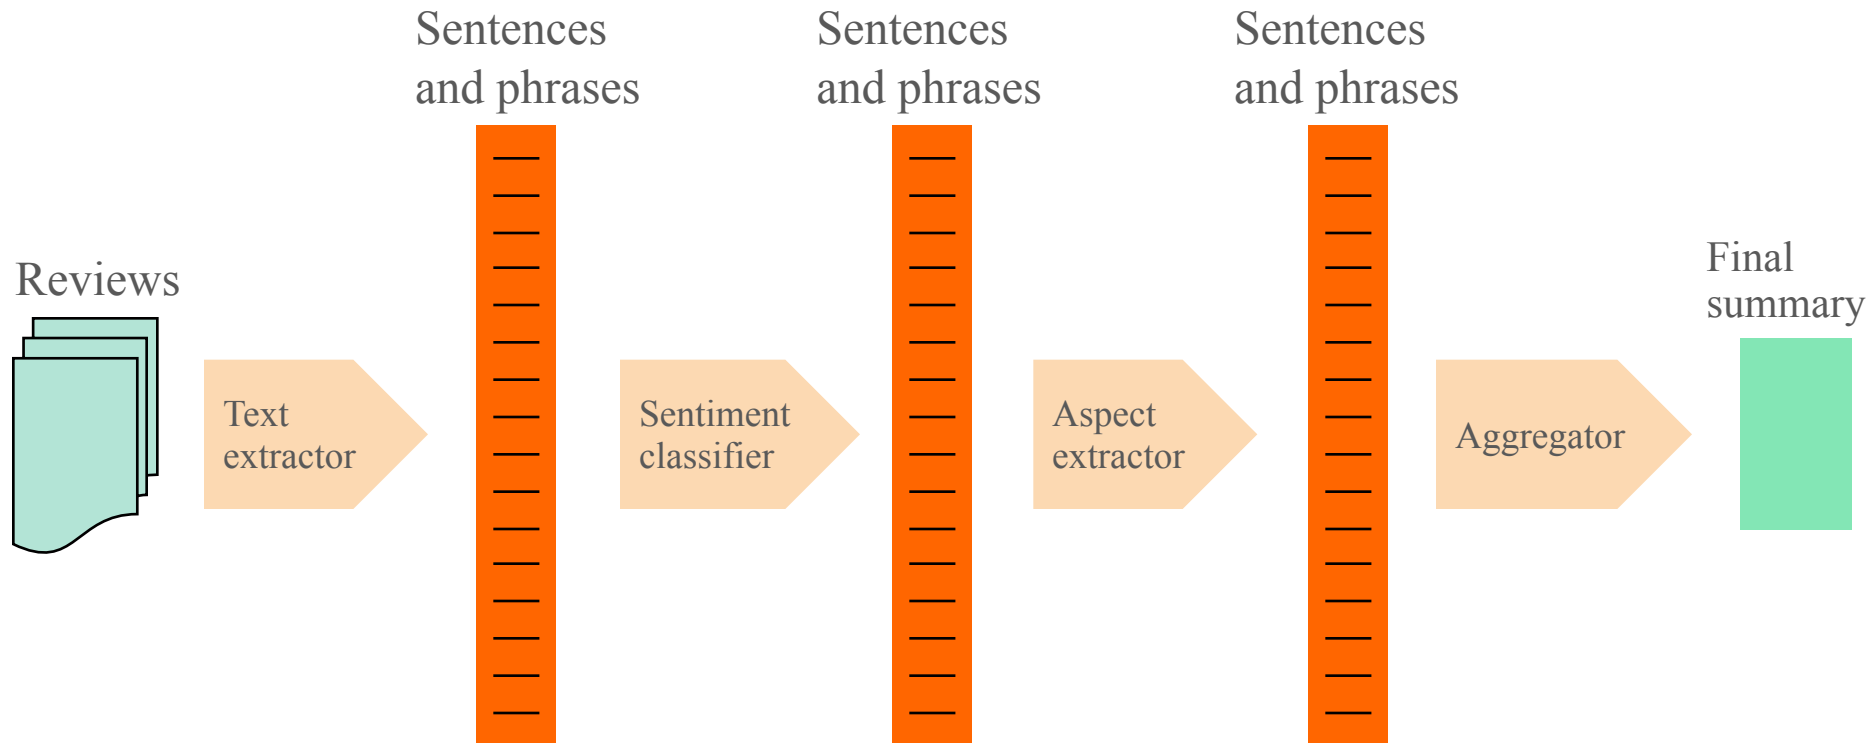 Sentences
and phrases
Sentences
and phrases
Sentences
and phrases
Reviews
Final
summary
Text
extractor
Sentiment
classifier
Aspect
extractor
Aggregator